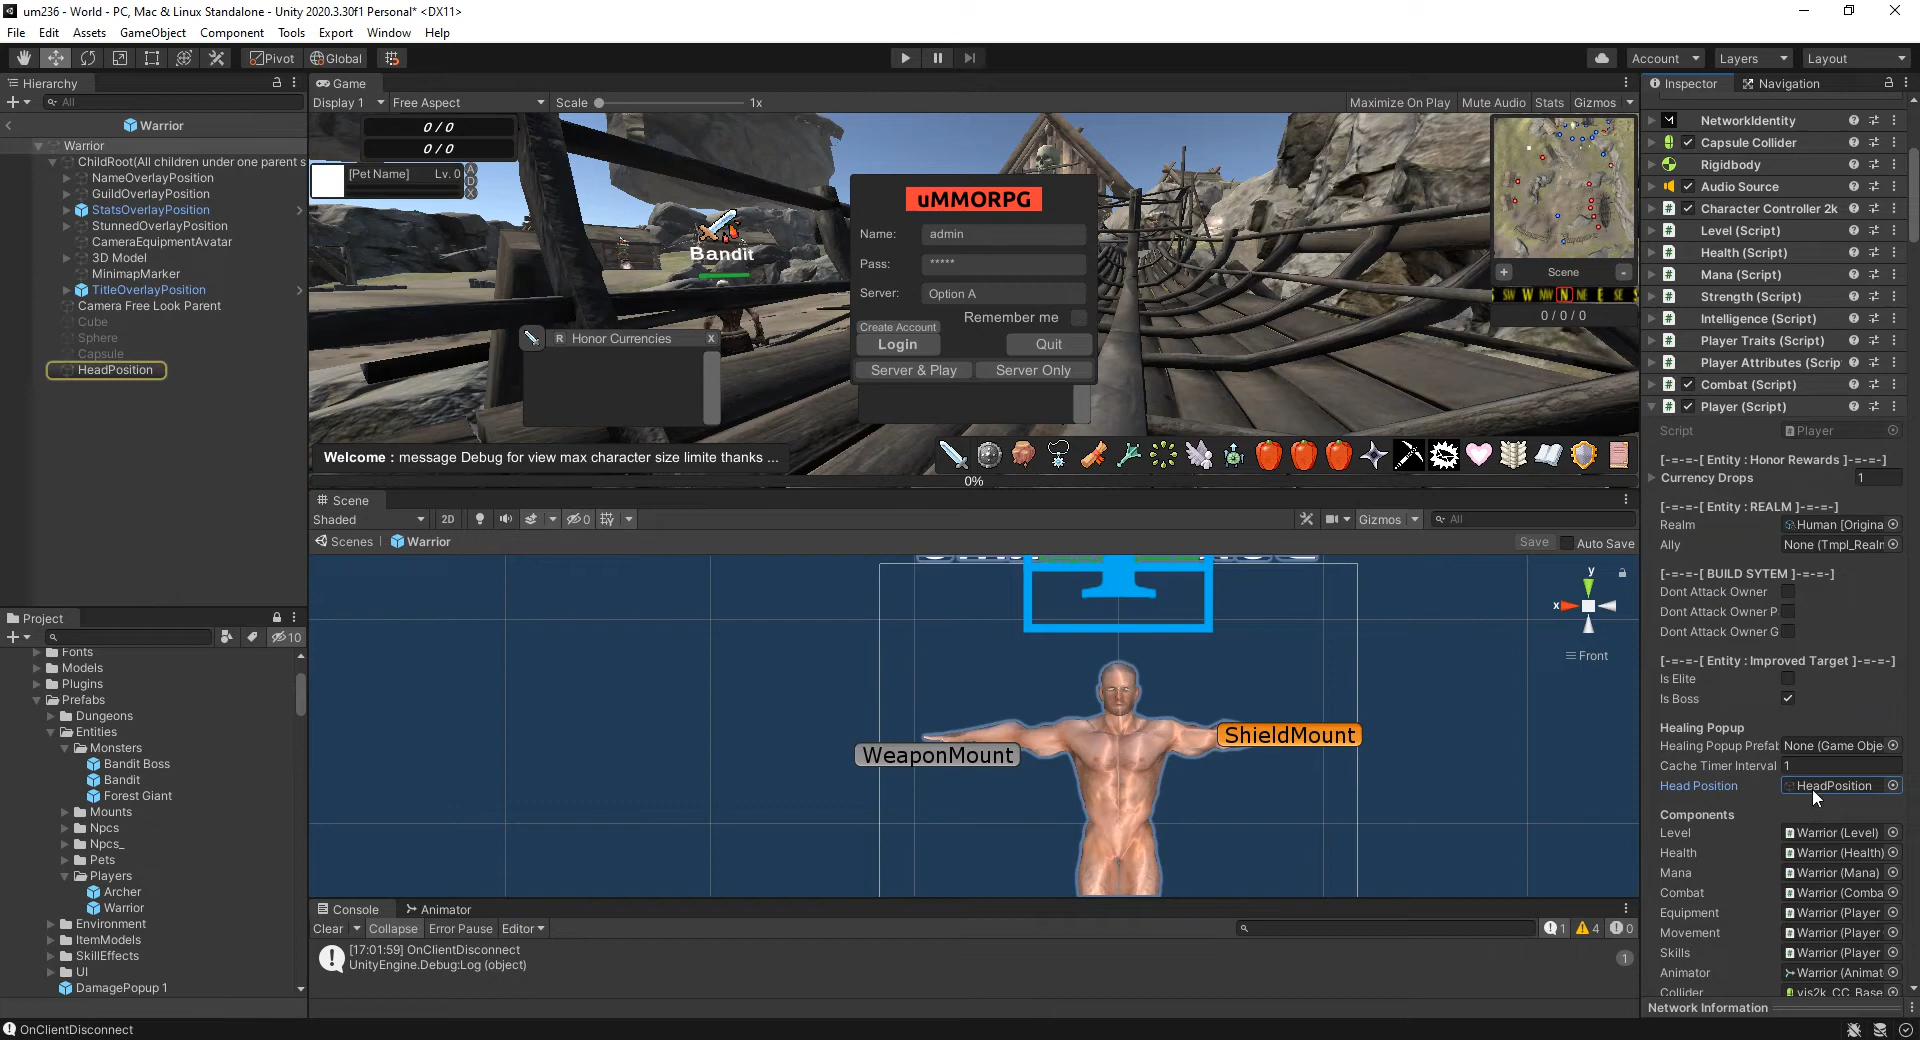 um236 - World - PC, Mac & Linux Standalone - Unity 2020.3.30f1 Personal* <DX11>
File Edit Assets GameObject Component Tools Export Window Help
Pivot Global
Account Layers Layout
Hierarchy
All
Warrior
Warrior
ChildRoot(All children under one parent s
NameOverlayPosition
GuildOverlayPosition
StatsOverlayPosition
StunnedOverlayPosition
CameraEquipmentAvatar
3D Model
MinimapMarker
TitleOverlayPosition
Camera Free Look Parent
Cube
Sphere
Capsule
HeadPosition
Project
10
Fonts
Models
Plugins
Prefabs
Dungeons
Entities
Monsters
Bandit Boss
Bandit
Forest Giant
Mounts
Npcs
Npcs_
Pets
Players
Archer
Warrior
Environment
ItemModels
SkillEffects
UI
DamagePopup 1
Game
Display 1 Free Aspect Scale 1x Maximize On Play Mute Audio Stats Gizmos
0 / 0
0 / 0
[Pet Name] Lv. 0
A
D
X
Bandit
R Honor Currencies X
uMMORPG
Name: admin
Pass: *****
Server: Option A
Remember me
Create Account
Login Quit
Server & Play Server Only
+ Scene -
S SW W NW N NE E SE S
0 / 0 / 0
Welcome : message Debug for view max character size limite thanks ...
0%
Scene
Shaded 2D 0 Gizmos All
Scenes Warrior Save Auto Save
WeaponMount
ShieldMount
y
x
Front
Console Animator
Clear Collapse Error Pause Editor 1 4 0
[17:01:59] OnClientDisconnect
UnityEngine.Debug:Log (object)
1
OnClientDisconnect
Inspector Navigation
NetworkIdentity
Capsule Collider
Rigidbody
Audio Source
Character Controller 2k
Level (Script)
Health (Script)
Mana (Script)
Strength (Script)
Intelligence (Script)
Player Traits (Script)
Player Attributes (Scrip
Combat (Script)
Player (Script)
Script Player
[-=-=-[ Entity : Honor Rewards ]-=-=-]
Currency Drops 1
[-=-=-[ Entity : REALM ]-=-=-]
Realm Human [Origina
Ally None (Tmpl_Realn
[-=-=-[ BUILD SYTEM ]-=-=-]
Dont Attack Owner
Dont Attack Owner P
Dont Attack Owner G
[-=-=-[ Entity : Improved Target ]-=-=-]
Is Elite
Is Boss
Healing Popup
Healing Popup Prefab None (Game Obje
Cache Timer Interval 1
Head Position HeadPosition
Components
Level Warrior (Level)
Health Warrior (Health)
Mana Warrior (Mana)
Combat Warrior (Comba
Equipment Warrior (Player
Movement Warrior (Player
Skills Warrior (Player
Animator Warrior (Animat
Collider vis2k_CC_Base
Network Information